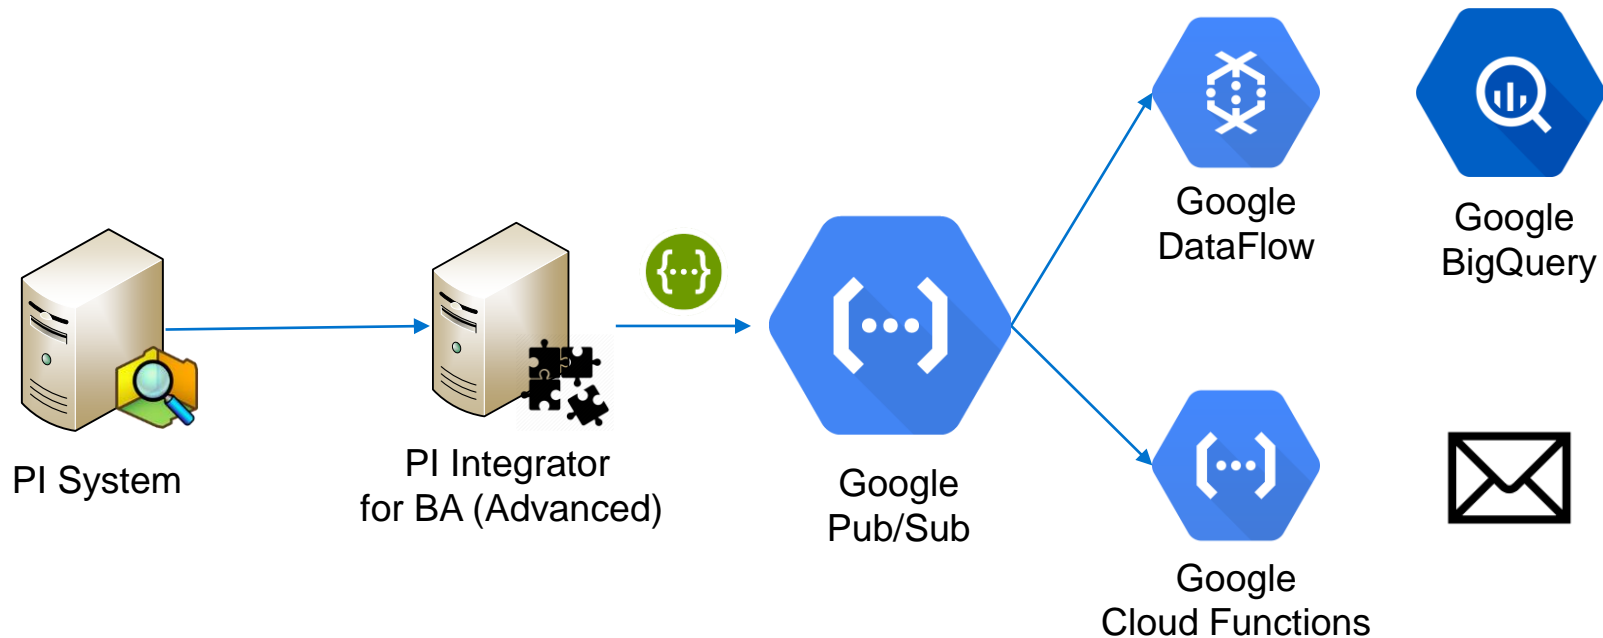 PI System
PI Integrator
for BA (Advanced)
Google
Pub/Sub
Google
DataFlow
Google
BigQuery
Google
Cloud Functions